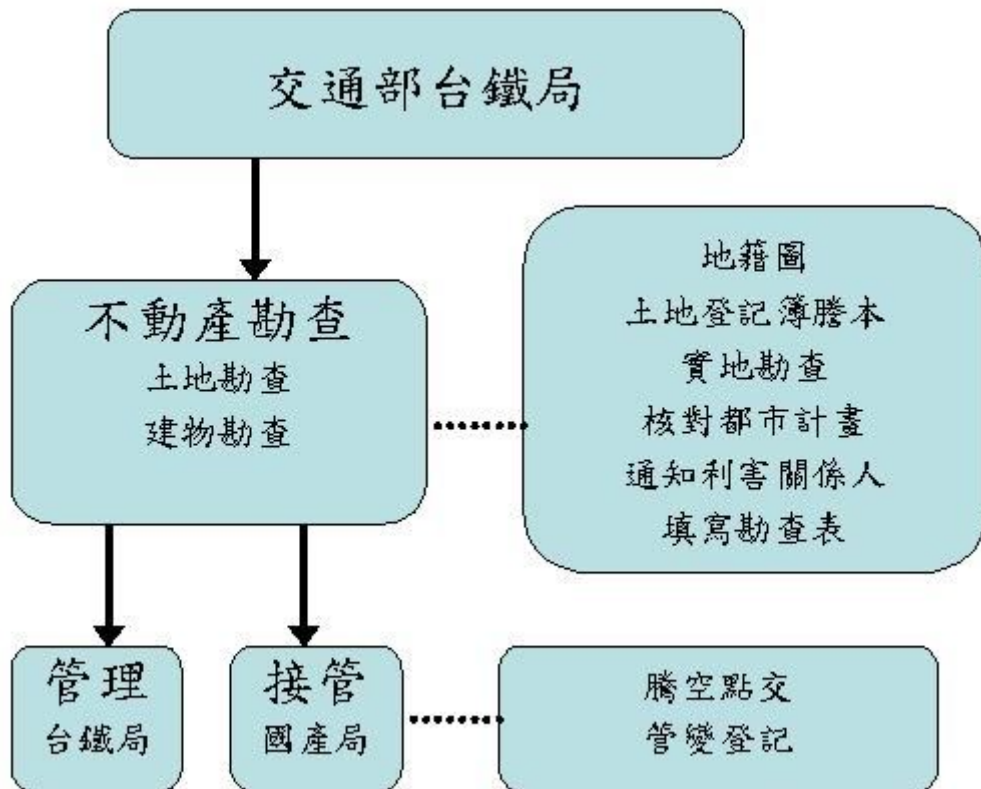 交通部台鐵局
不動產勘查
土地勘查
建物勘查
地籍圖
土地登記簿謄本
實地勘查
核對都市計畫
通知利害關係人
填寫勘查表
管理
台鐵局
接管
國產局
騰空點交
管變登記